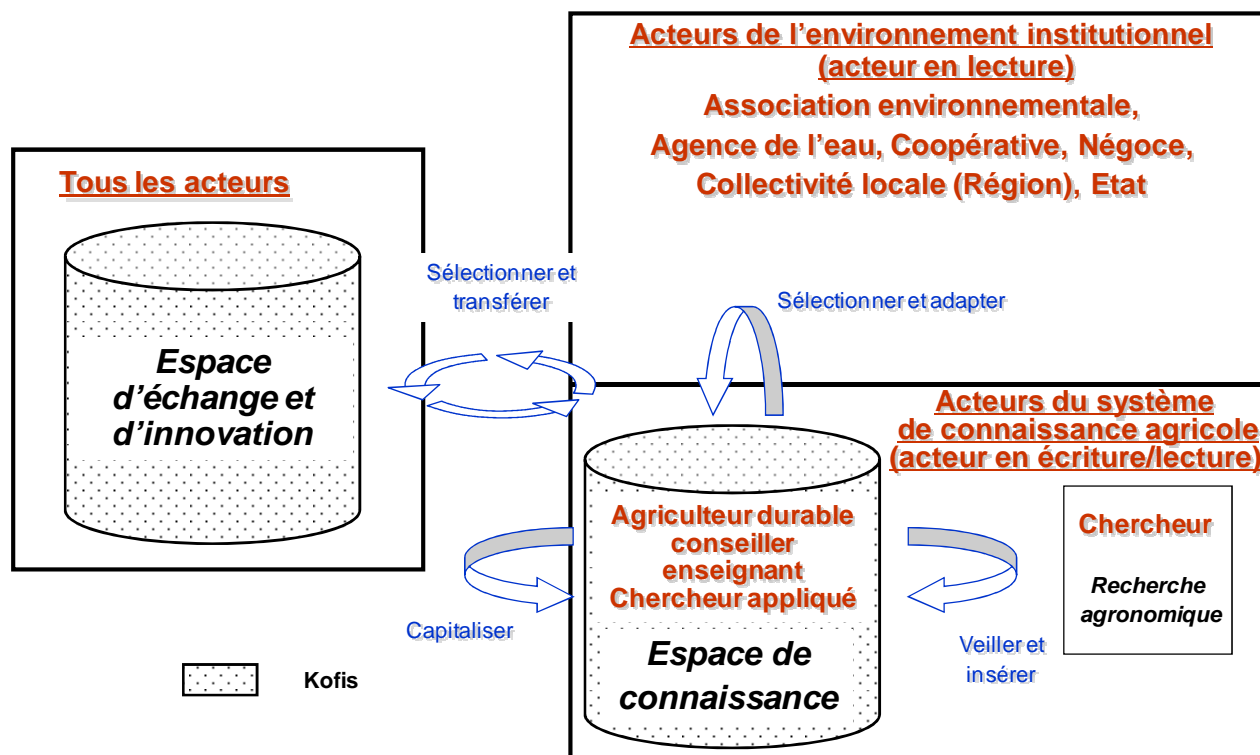 Acteurs de l’environnement institutionnel
(acteur en lecture)
Association environnementale,
Agence de l’eau, Coopérative, Négoce,
Collectivité locale (Région), Etat
Tous les acteurs
Espace
d’échange et
d’innovation
Sélectionner et
transférer
Sélectionner et adapter
Acteurs du système
de connaissance agricole
(acteur en écriture/lecture)
Agriculteur durable
conseiller
enseignant
Chercheur appliqué
Espace de
connaissance
Chercheur
Recherche
agronomique
Capitaliser
Veiller et
insérer
Kofis